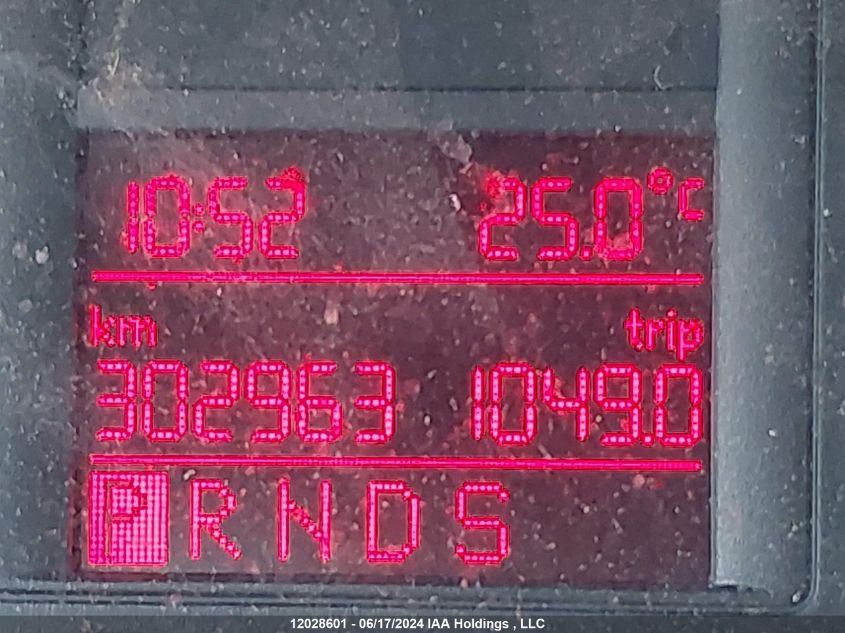 10:52 25.0°C
km trip
302963 1049.0
P R N D S
12028601 - 06/17/2024 IAA Holdings , LLC